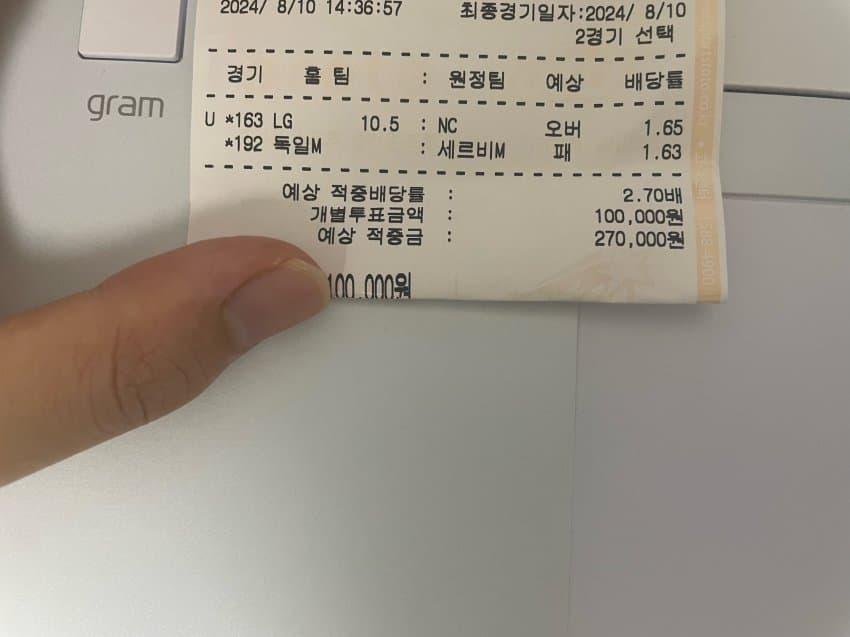 2024/ 8/10 14:36:57 최종경기일자:2024/ 8/10
2경기 선택
경기 홈 팀 : 원정팀 예상 배당률
U *163 LG 10.5 : NC 오버 1.65
*192 독일M : 세르비M 패 1.63
예상 적중배당률 : 2.70배
개별투표금액 : 100,000원
예상 적중금 : 270,000원
100,000원
gram